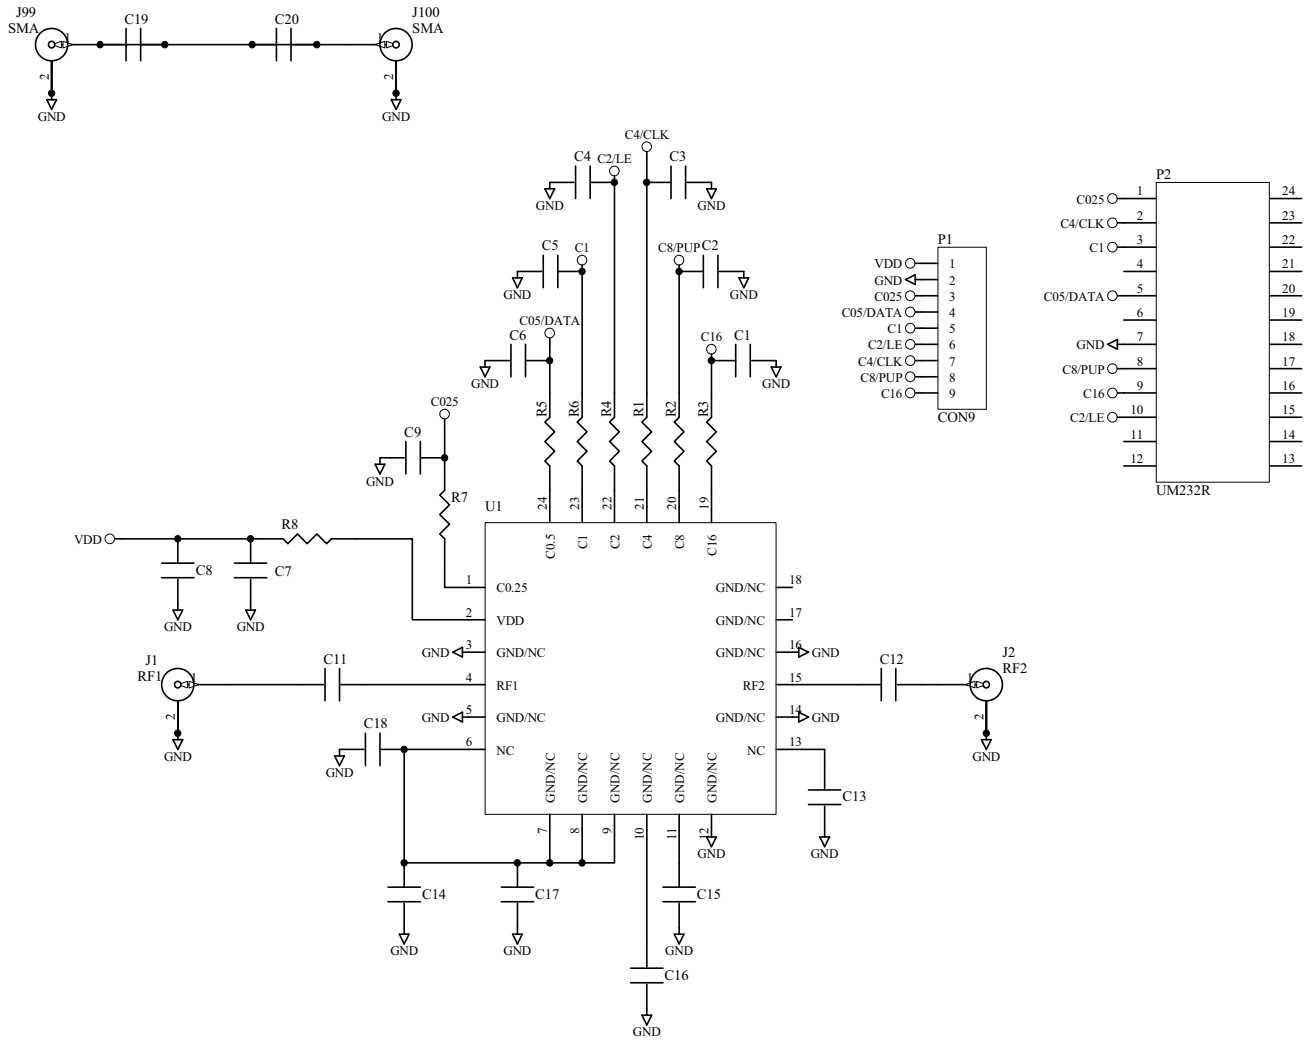 J99
SMA
C19
C20
J100
SMA
1
1
2
2
GND
GND
C4/CLK
C4
C2/LE
C3
GND
GND
C5
C1
C8/PUP
C2
GND
GND
C05/DATA
C6
C16
C1
GND
GND
C025
C9
GND
R5
R6
R4
R1
R2
R3
R7
U1
24
23
22
21
20
19
C0.5
C1
C2
C4
C8
C16
VDD
R8
C8
C7
GND
GND
1
C0.25
2
VDD
GND
3
GND/NC
4
RF1
GND
5
GND/NC
6
NC
GND/NC
18
GND/NC
17
GND/NC
16
GND
RF2
15
GND/NC
14
GND
NC
13
J1
RF1
1
2
GND
C11
C18
GND
C12
J2
RF2
1
2
GND
C13
GND
GND/NC
GND/NC
GND/NC
GND/NC
GND/NC
GND/NC
7
8
9
10
11
12
GND
C14
GND
C17
GND
C15
GND
C16
GND
P1
VDD
1
GND
2
C025
3
C05/DATA
4
C1
5
C2/LE
6
C4/CLK
7
C8/PUP
8
C16
9
CON9
P2
C025
1
24
C4/CLK
2
23
C1
3
22
4
21
C05/DATA
5
20
6
19
GND
7
18
C8/PUP
8
17
C16
9
16
C2/LE
10
15
11
14
12
13
UM232R